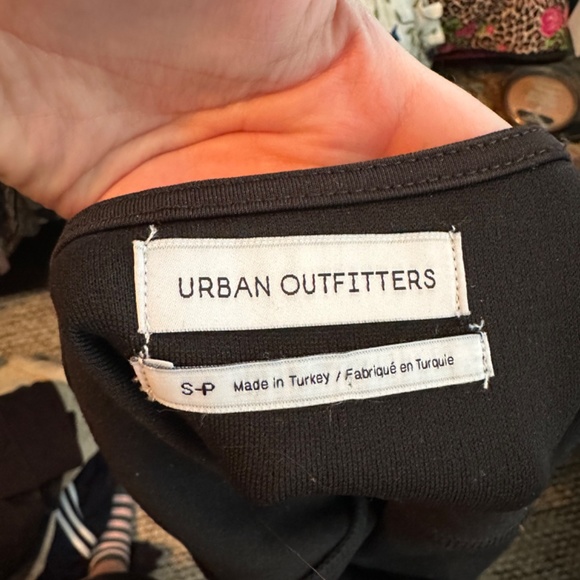 URBAN OUTFITTERS
S-P Made in Turkey / Fabriqué en Turquie